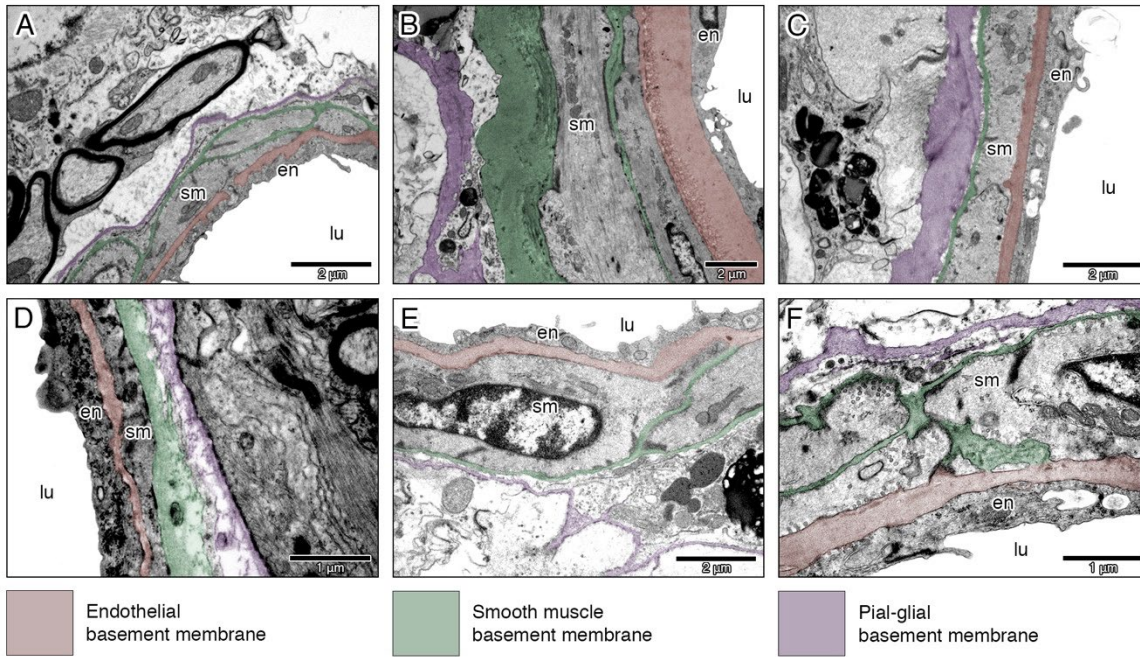 A
en
sm
lu
2 µm
B
en
lu
sm
2 µm
C
en
sm
lu
2 µm
D
en
sm
lu
1 µm
E
lu
en
sm
2 µm
F
sm
en
lu
1 µm
Endothelial
basement membrane
Smooth muscle
basement membrane
Pial-glial
basement membrane